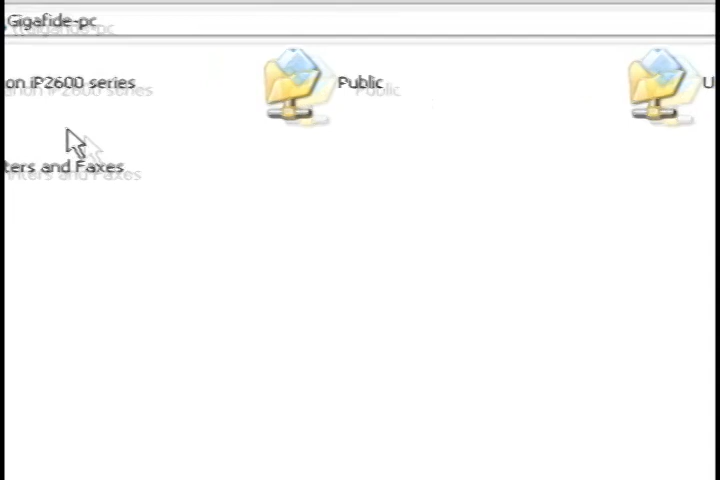 Gigafide-pc
on iP2600 series
Public
U
ters and Faxes